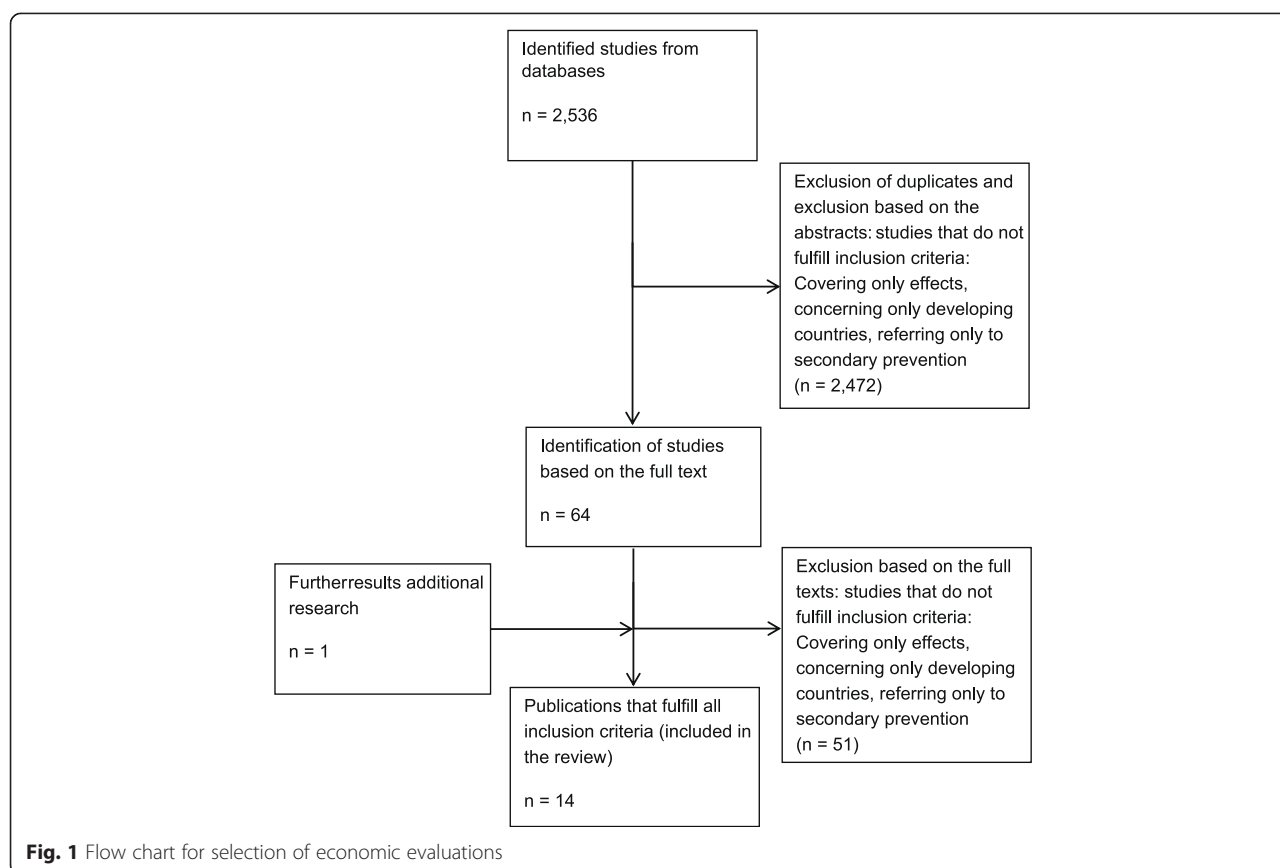 Identified studies from
databases
n = 2,536
Exclusion of duplicates and
exclusion based on the
abstracts: studies that do not
fulfill inclusion criteria:
Covering only effects,
concerning only developing
countries, referring only to
secondary prevention
(n = 2,472)
Identification of studies
based on the full text
n = 64
Furtherresults additional
research
n = 1
Exclusion based on the full
texts: studies that do not
fulfill inclusion criteria:
Covering only effects,
concerning only developing
countries, referring only to
secondary prevention
(n = 51)
Publications that fulfill all
inclusion criteria (included in
the review)
n = 14
Fig. 1 Flow chart for selection of economic evaluations